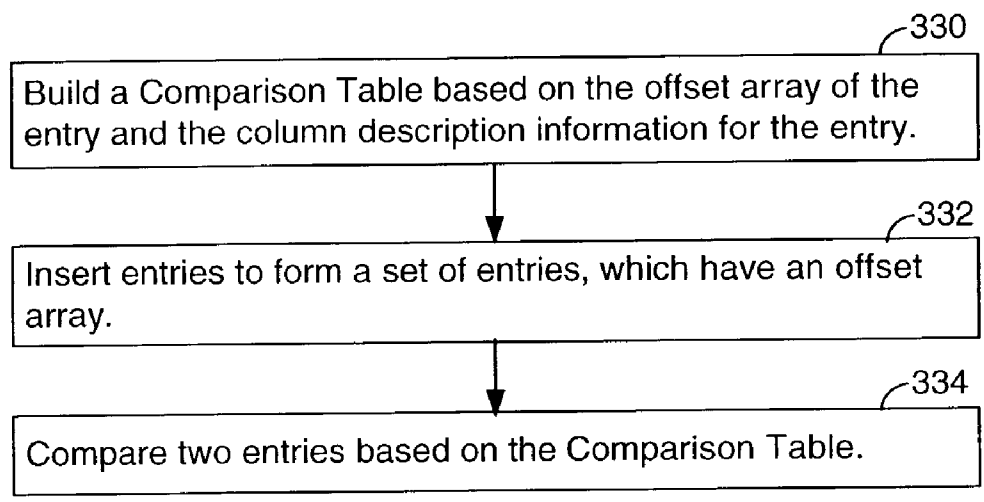 330
Build a Comparison Table based on the offset array of the
entry and the column description information for the entry.
332
Insert entries to form a set of entries, which have an offset
array.
334
Compare two entries based on the Comparison Table.